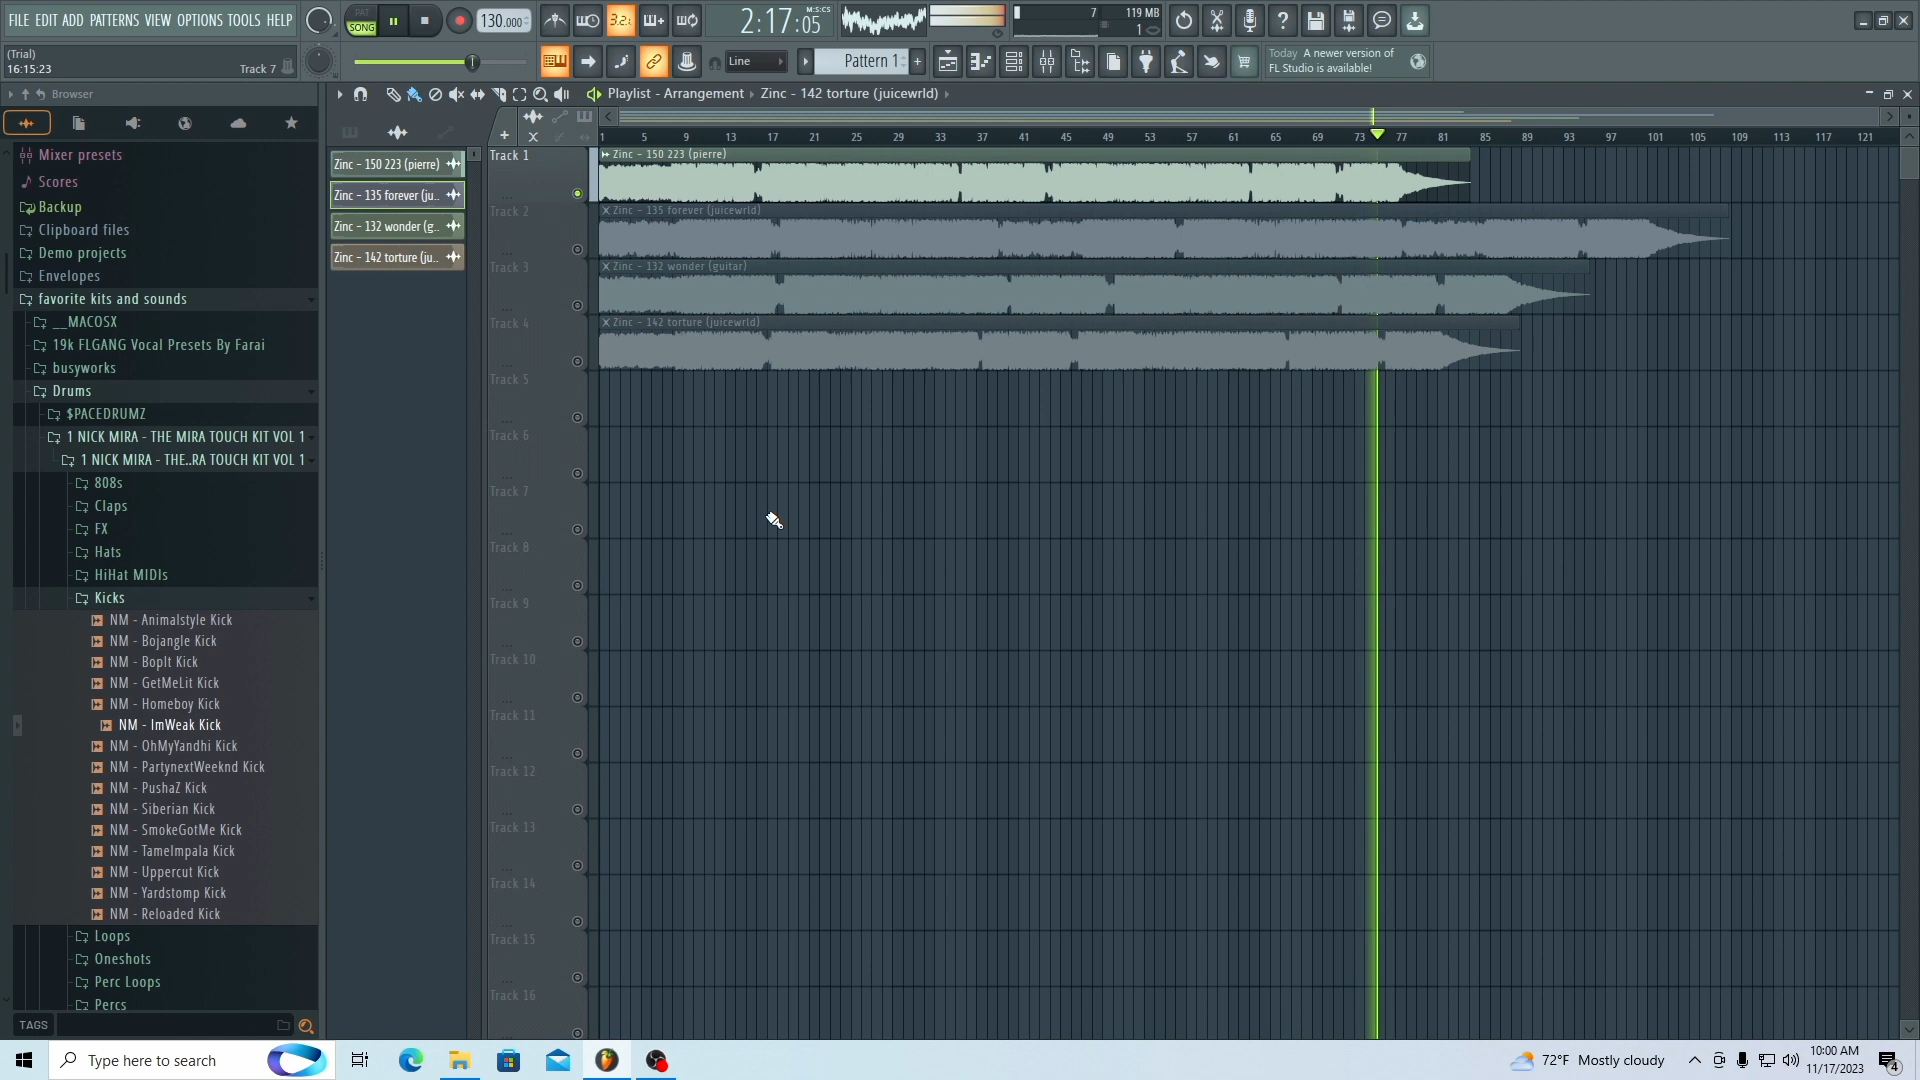 FILE EDIT ADD PATTERNS VIEW OPTIONS TOOLS HELP
PAT
SONG
130.000
3.2:
2:17:05
M:S:CS
7
119 MB
1
(Trial)
16:15:23
Track 7
Line
Pattern 1
Today A newer version of
FL Studio is available!
Browser
Playlist - Arrangement › Zinc - 142 torture (juicewrld) ›
1 5 9 13 17 21 25 29 33 37 41 45 49 53 57 61 65 69 73 77 81 85 89 93 97 101 105 109 113 117 121
Mixer presets
Scores
Backup
Clipboard files
Demo projects
Envelopes
favorite kits and sounds
__MACOSX
19k FLGANG Vocal Presets By Farai
busyworks
Drums
$PACEDRUMZ
1 NICK MIRA - THE MIRA TOUCH KIT VOL 1
1 NICK MIRA - THE..RA TOUCH KIT VOL 1
808s
Claps
FX
Hats
HiHat MIDIs
Kicks
NM - Animalstyle Kick
NM - Bojangle Kick
NM - BopIt Kick
NM - GetMeLit Kick
NM - Homeboy Kick
NM - ImWeak Kick
NM - OhMyYandhi Kick
NM - PartynextWeeknd Kick
NM - PushaZ Kick
NM - Siberian Kick
NM - SmokeGotMe Kick
NM - TameImpala Kick
NM - Uppercut Kick
NM - Yardstomp Kick
NM - Reloaded Kick
Loops
Oneshots
Perc Loops
Percs
TAGS
Zinc - 150 223 (pierre)
Zinc - 135 forever (ju..
Zinc - 132 wonder (g..
Zinc - 142 torture (ju..
Track 1
Zinc - 150 223 (pierre)
Track 2
Zinc - 135 forever (juicewrld)
Track 3
Zinc - 132 wonder (guitar)
Track 4
Zinc - 142 torture (juicewrld)
Track 5
Track 6
Track 7
Track 8
Track 9
Track 10
Track 11
Track 12
Track 13
Track 14
Track 15
Track 16
Type here to search
72°F Mostly cloudy
10:00 AM
11/17/2023
4